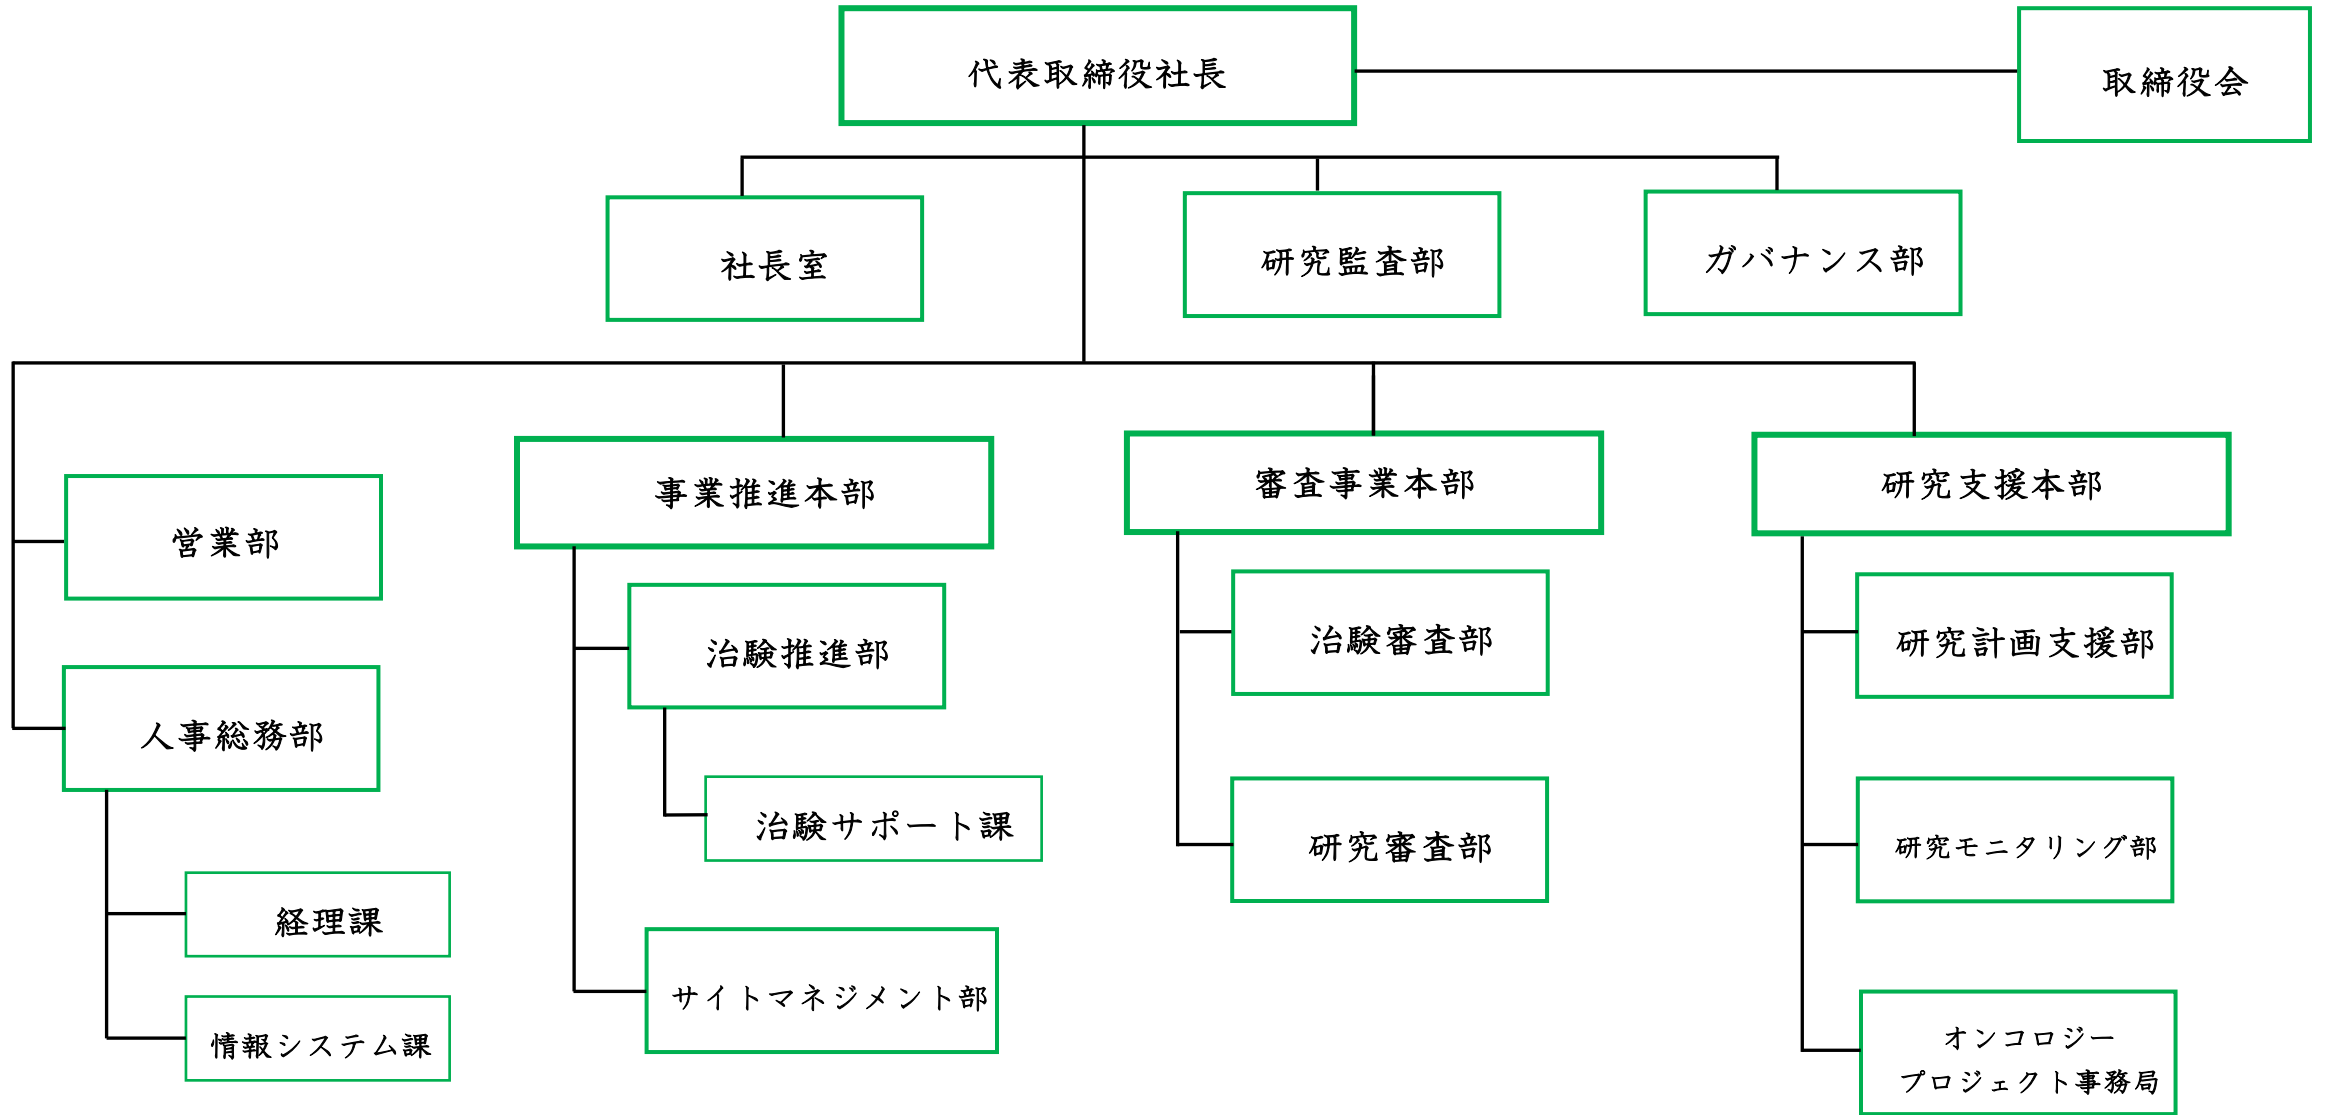 代表取締役社長
取締役会
社長室
研究監査部
ガバナンス部
営業部
人事総務部
経理課
情報システム課
事業推進本部
治験推進部
治験サポート課
サイトマネジメント部
審査事業本部
治験審査部
研究審査部
研究支援本部
研究計画支援部
研究モニタリング部
オンコロジー
プロジェクト事務局